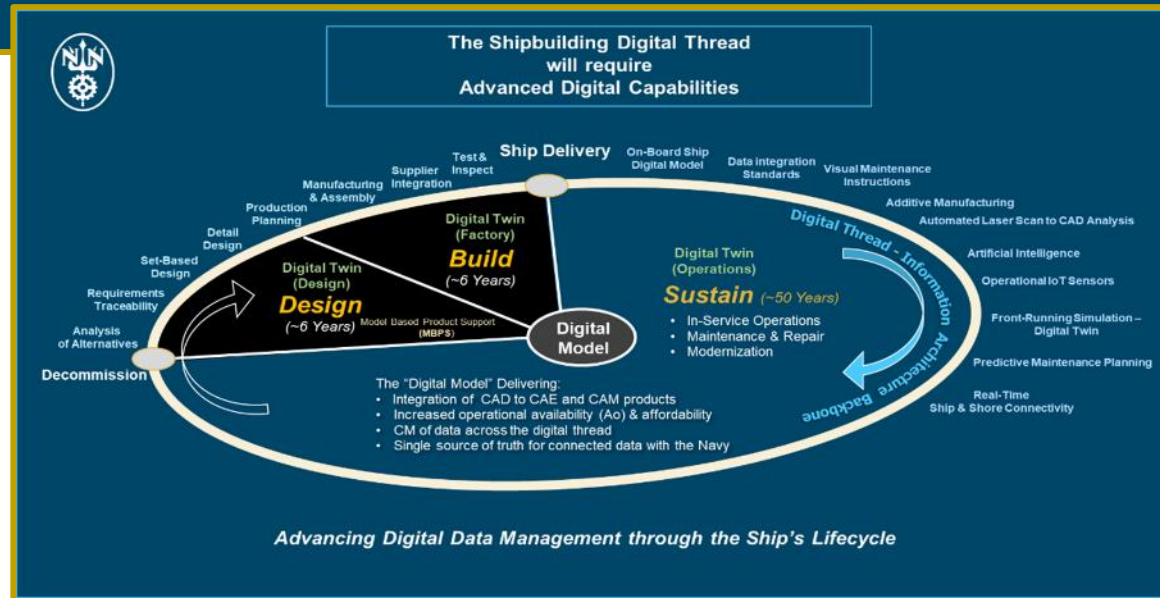 NN
The Shipbuilding Digital Thread
will require
Advanced Digital Capabilities
Analysis
of Alternatives
Requirements
Traceability
Set-Based
Design
Detail
Design
Production
Planning
Manufacturing
& Assembly
Supplier
Integration
Test &
Inspect
Ship Delivery
On-Board Ship
Digital Model
Data integration
Standards
Visual Maintenance
Instructions
Additive Manufacturing
Automated Laser Scan to CAD Analysis
Artificial Intelligence
Operational IoT Sensors
Front-Running Simulation –
Digital Twin
Predictive Maintenance Planning
Real-Time
Ship & Shore Connectivity
Decommission
Digital Twin
(Design)
Design
(~6 Years)
Model Based Product Support
(MBPS)
Digital Twin
(Factory)
Build
(~6 Years)
Digital
Model
Digital Twin
(Operations)
Sustain (~50 Years)
• In-Service Operations
• Maintenance & Repair
• Modernization
Digital Thread - Information Architecture Backbone
The “Digital Model” Delivering:
• Integration of CAD to CAE and CAM products
• Increased operational availability (Ao) & affordability
• CM of data across the digital thread
• Single source of truth for connected data with the Navy
Advancing Digital Data Management through the Ship's Lifecycle